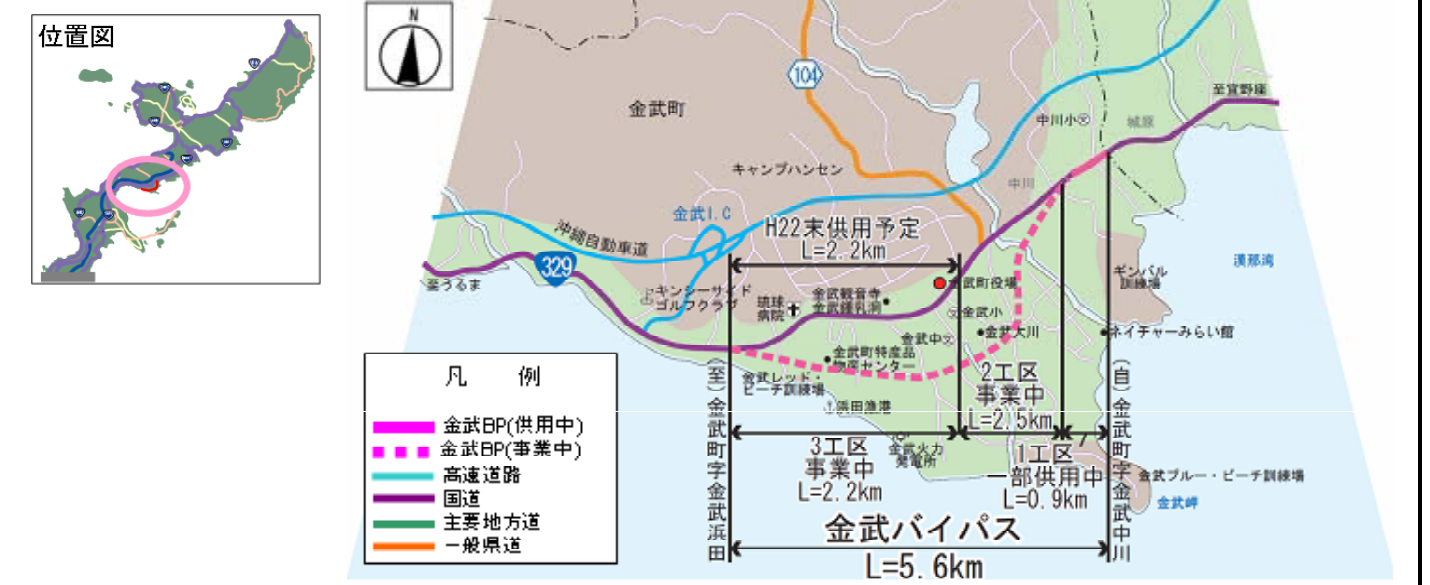 位置図
N
104
金武町
至宜野座
中川小
城原
キャンプハンセン
中川
金武I.C
沖縄自動車道
H22末供用予定
L=2.2km
329
至うるま
漢那湾
ギンバル
訓練場
金武町役場
キンシーサイド
ゴルフクラブ
琉球
病院
金武観音寺
金武鍾乳洞
金武小
金武中
金武大川
ネイチャーみらい館
金武町特産品
物産センター
金武レッド・
ビーチ訓練場
浜田漁港
2工区
事業中
L=2.5km
3工区
事業中
L=2.2km
金武火力
発電所
1工区
一部供用中
L=0.9km
金武ブルー・ビーチ訓練場
金武岬
(至)金武町字金武浜田
(自)金武町字金武中川
金武バイパス
L=5.6km
凡 例
金武BP(供用中)
金武BP(事業中)
高速道路
国道
主要地方道
一般県道